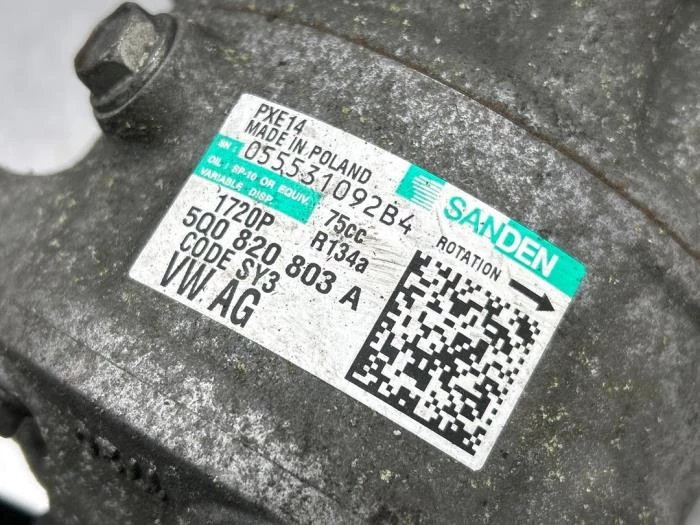 PXE14
MADE IN POLAND
SN: 055531092B4
OIL: SP-10 OR EQUIV. 75cc
VARIABLE DISP. R134a
1720P
5Q0 820 803 A
CODE SY3
VW AG
SANDEN
ROTATION